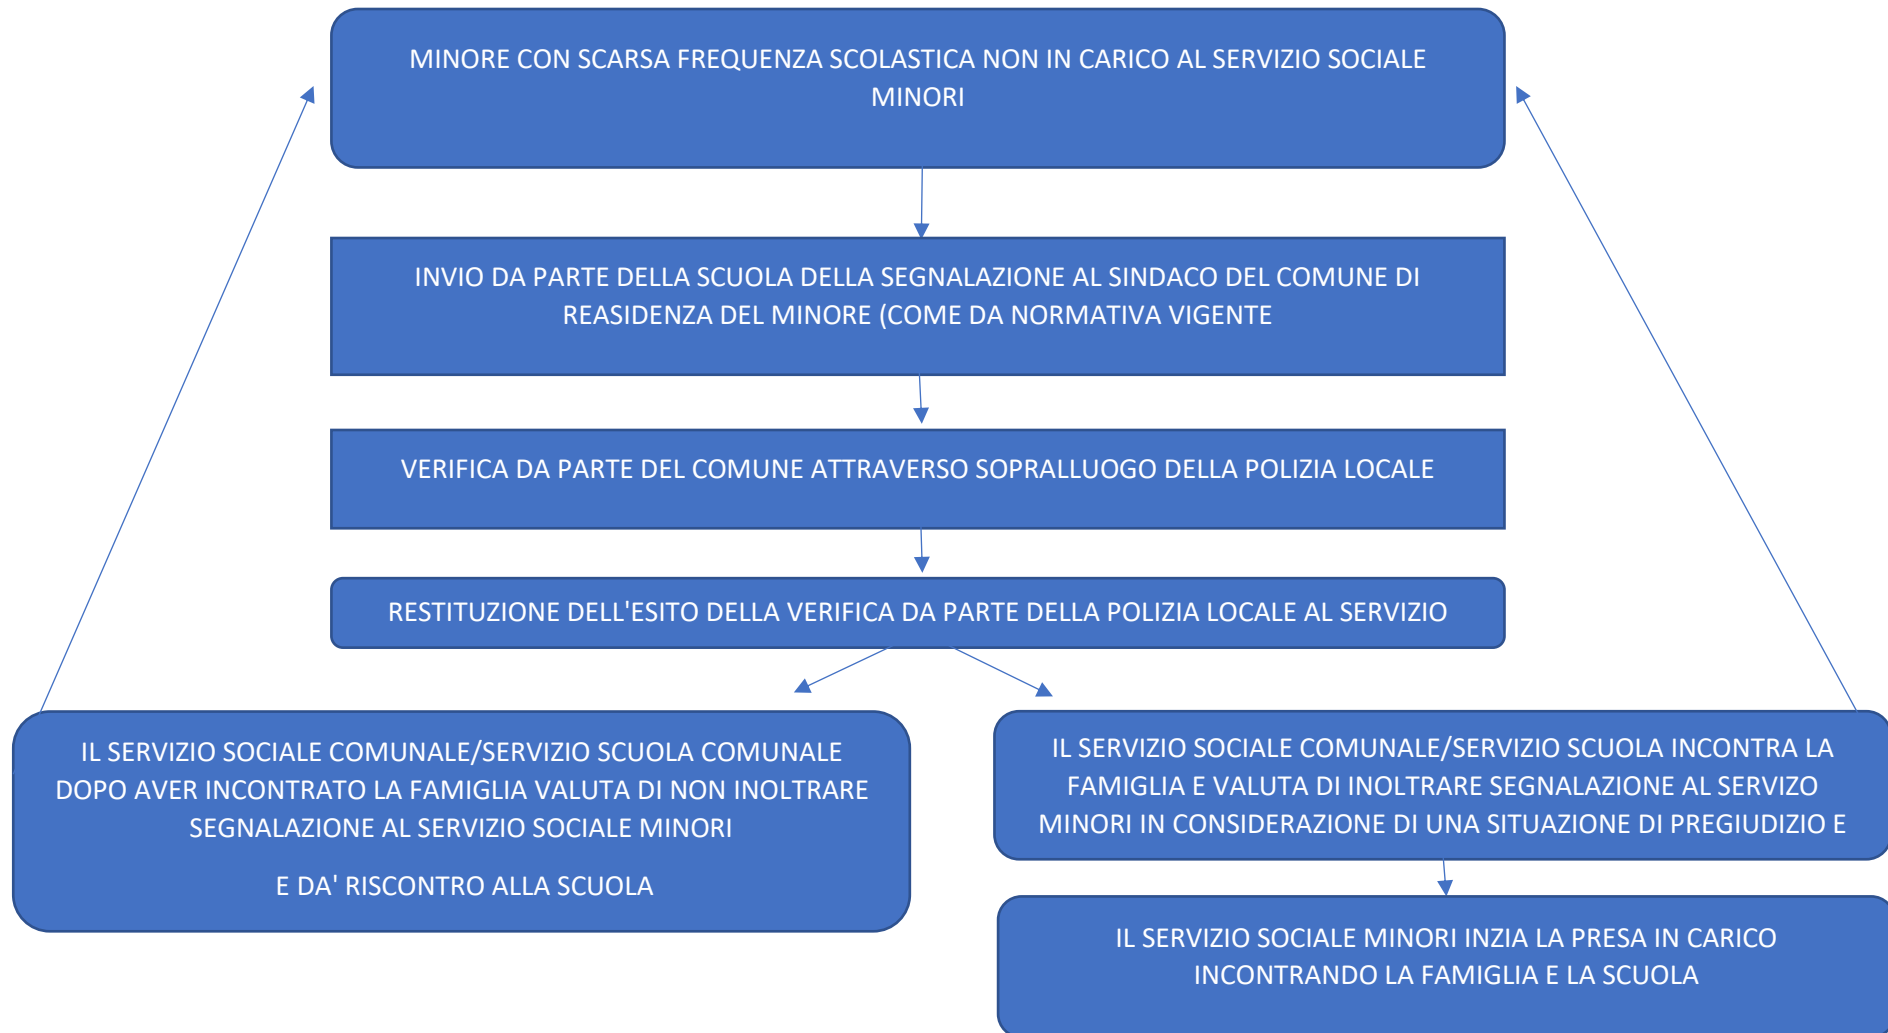 MINORE CON SCARSA FREQUENZA SCOLASTICA NON IN CARICO AL SERVIZIO SOCIALE
MINORI
INVIO DA PARTE DELLA SCUOLA DELLA SEGNALAZIONE AL SINDACO DEL COMUNE DI
REASIDENZA DEL MINORE (COME DA NORMATIVA VIGENTE
VERIFICA DA PARTE DEL COMUNE ATTRAVERSO SOPRALLUOGO DELLA POLIZIA LOCALE
RESTITUZIONE DELL'ESITO DELLA VERIFICA DA PARTE DELLA POLIZIA LOCALE AL SERVIZIO
IL SERVIZIO SOCIALE COMUNALE/SERVIZIO SCUOLA COMUNALE
DOPO AVER INCONTRATO LA FAMIGLIA VALUTA DI NON INOLTRARE
SEGNALAZIONE AL SERVIZIO SOCIALE MINORI
E DA' RISCONTRO ALLA SCUOLA
IL SERVIZIO SOCIALE COMUNALE/SERVIZIO SCUOLA INCONTRA LA
FAMIGLIA E VALUTA DI INOLTRARE SEGNALAZIONE AL SERVIZO
MINORI IN CONSIDERAZIONE DI UNA SITUAZIONE DI PREGIUDIZIO E
IL SERVIZIO SOCIALE MINORI INZIA LA PRESA IN CARICO
INCONTRANDO LA FAMIGLIA E LA SCUOLA